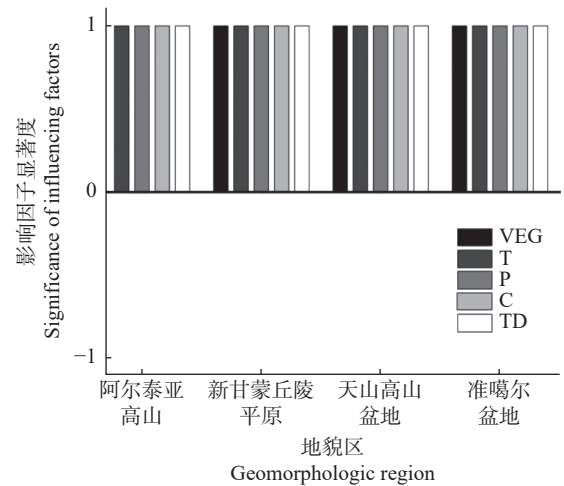 影响因子显著度
Significance of influencing factors
1
0
−1
VEG
T
P
C
TD
阿尔泰亚
高山
新甘蒙丘陵
平原
天山高山
盆地
准噶尔
盆地
地貌区
Geomorphologic region